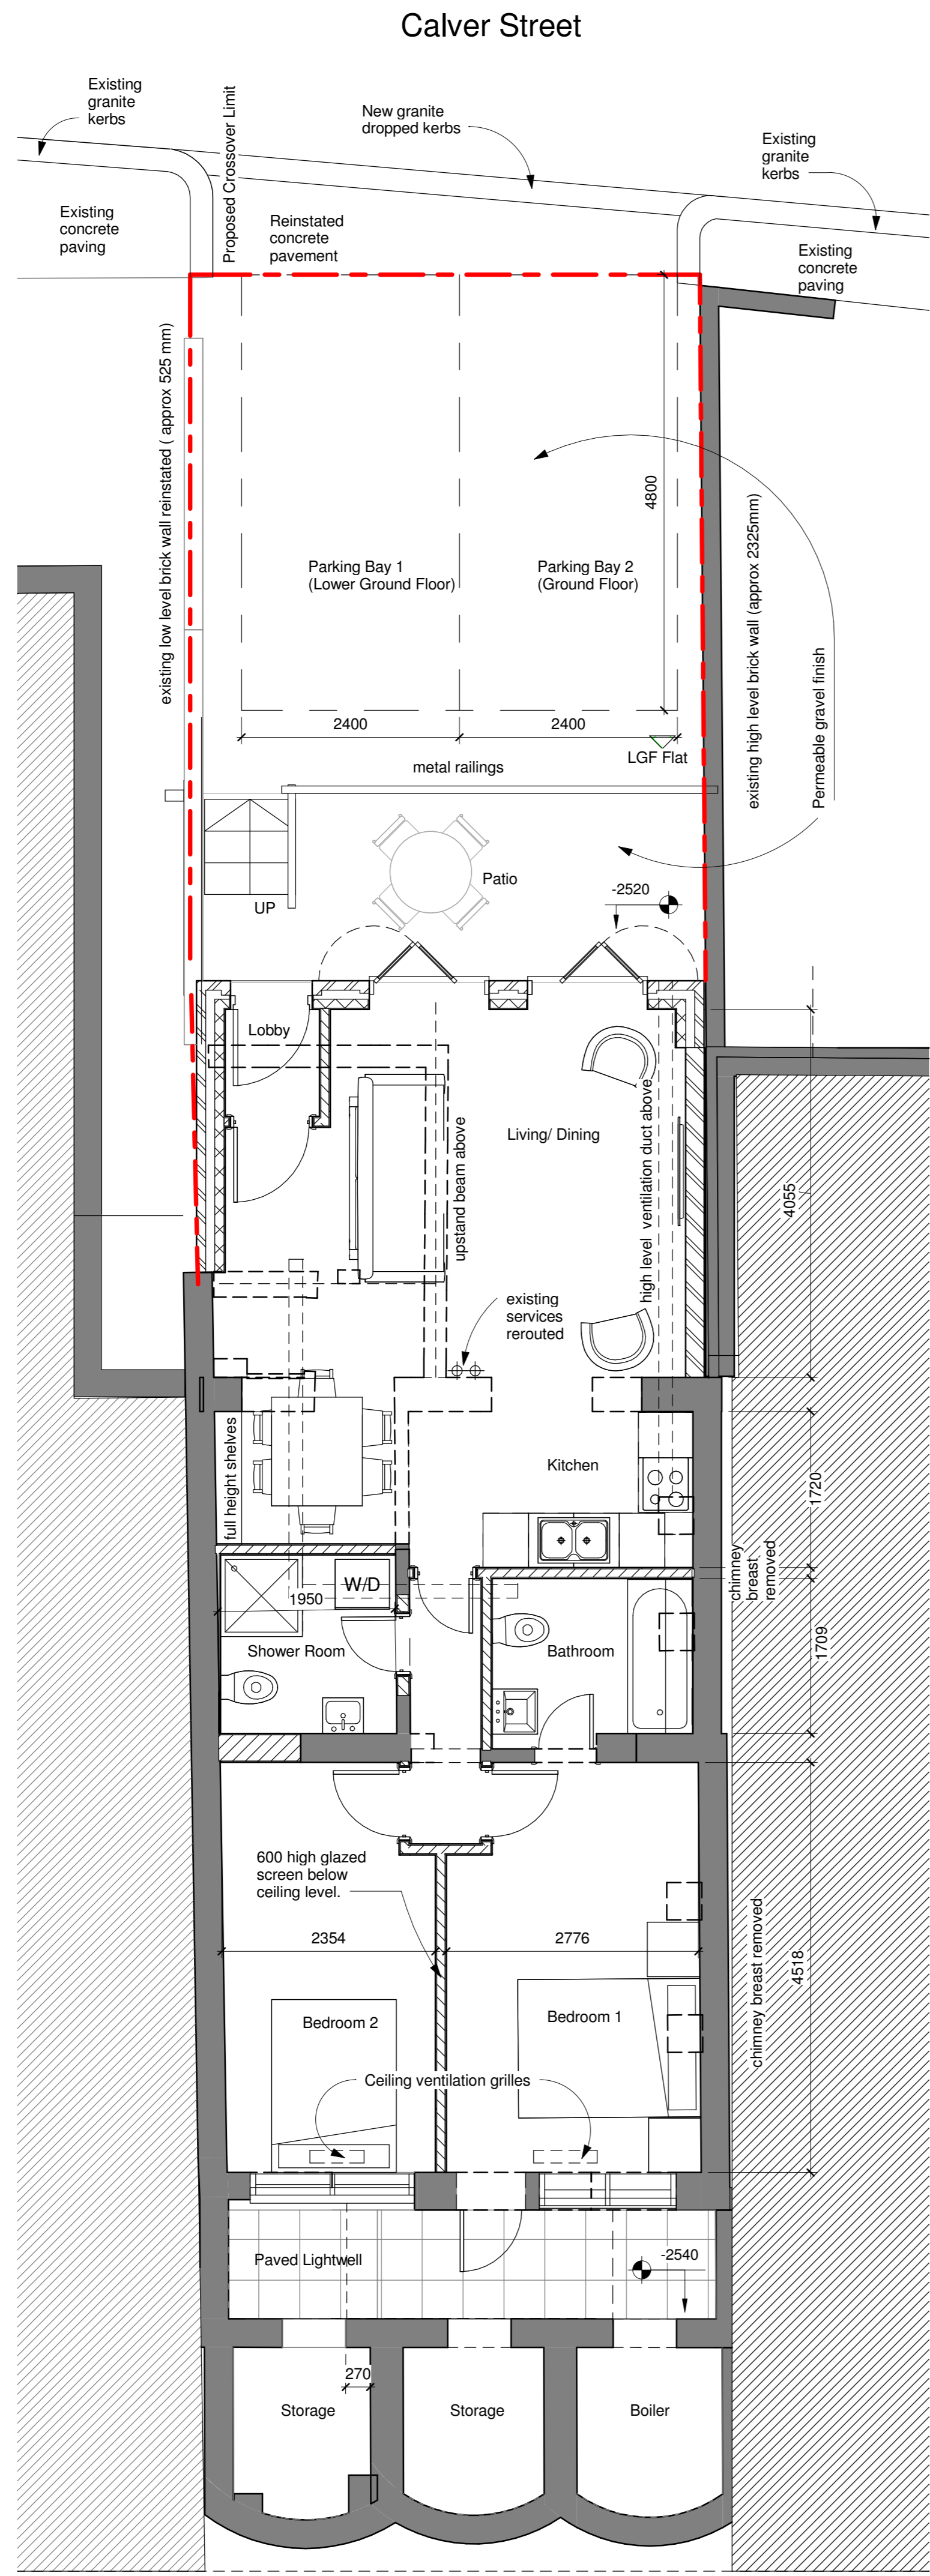 Calver Street
Existing
granite
kerbs
Proposed Crossover Limit
New granite
dropped kerbs
Existing
granite
kerbs
Existing
concrete
paving
Reinstated
concrete
pavement
Existing
concrete
paving
existing low level brick wall reinstated ( approx 525 mm)
4800
existing high level brick wall (approx 2325mm)
Permeable gravel finish
Parking Bay 1
(Lower Ground Floor)
Parking Bay 2
(Ground Floor)
2400
2400
LGF Flat
metal railings
UP
Patio
-2520
Lobby
Living/ Dining
upstand beam above
high level ventilation duct above
4055
existing
services
rerouted
full height shelves
Kitchen
1720
chimney
breast
removed
W/D
1950
Shower Room
Bathroom
1709
600 high glazed
screen below
ceiling level.
2354
2776
chimney breast removed
4518
Bedroom 2
Bedroom 1
Ceiling ventilation grilles
Paved Lightwell
-2540
270
Storage
Storage
Boiler